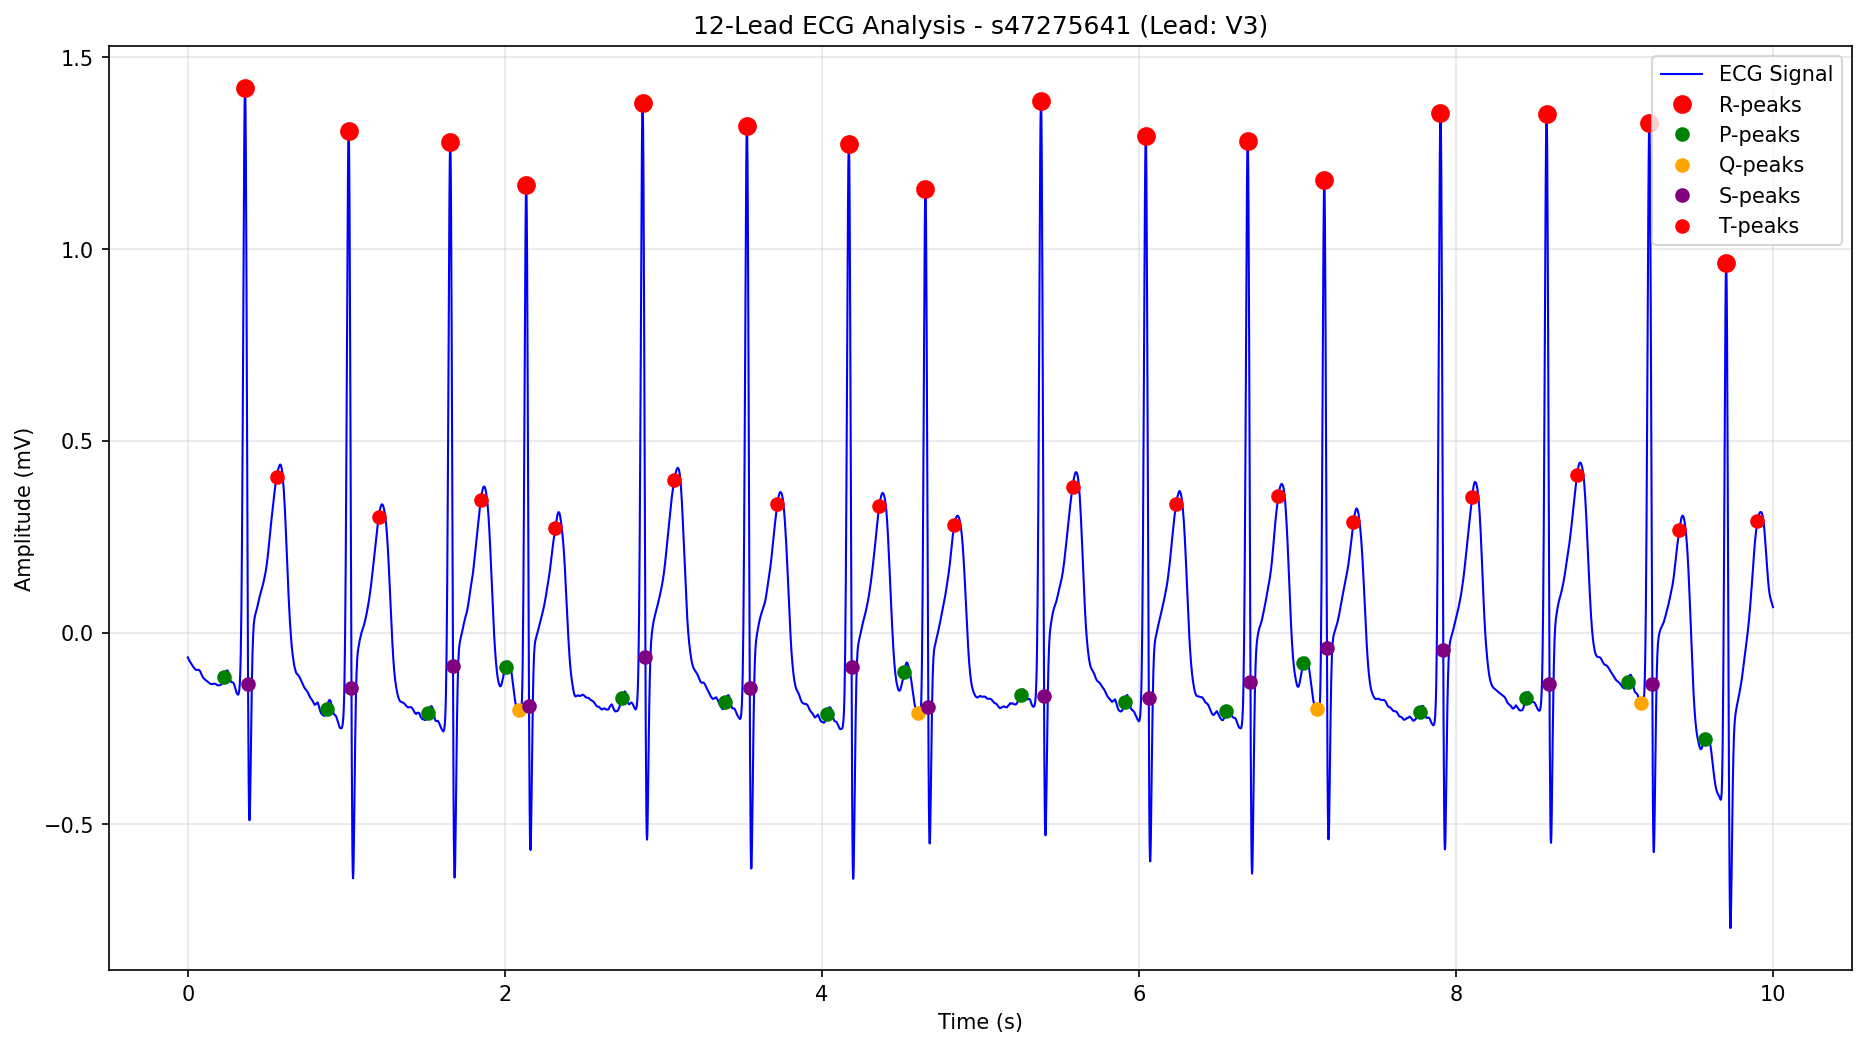 12-Lead ECG Analysis - s47275641 (Lead: V3)
ECG Signal
R-peaks
P-peaks
Q-peaks
S-peaks
T-peaks
1.5
1.0
0.5
0.0
−0.5
Amplitude (mV)
0 2 4 6 8 10
Time (s)